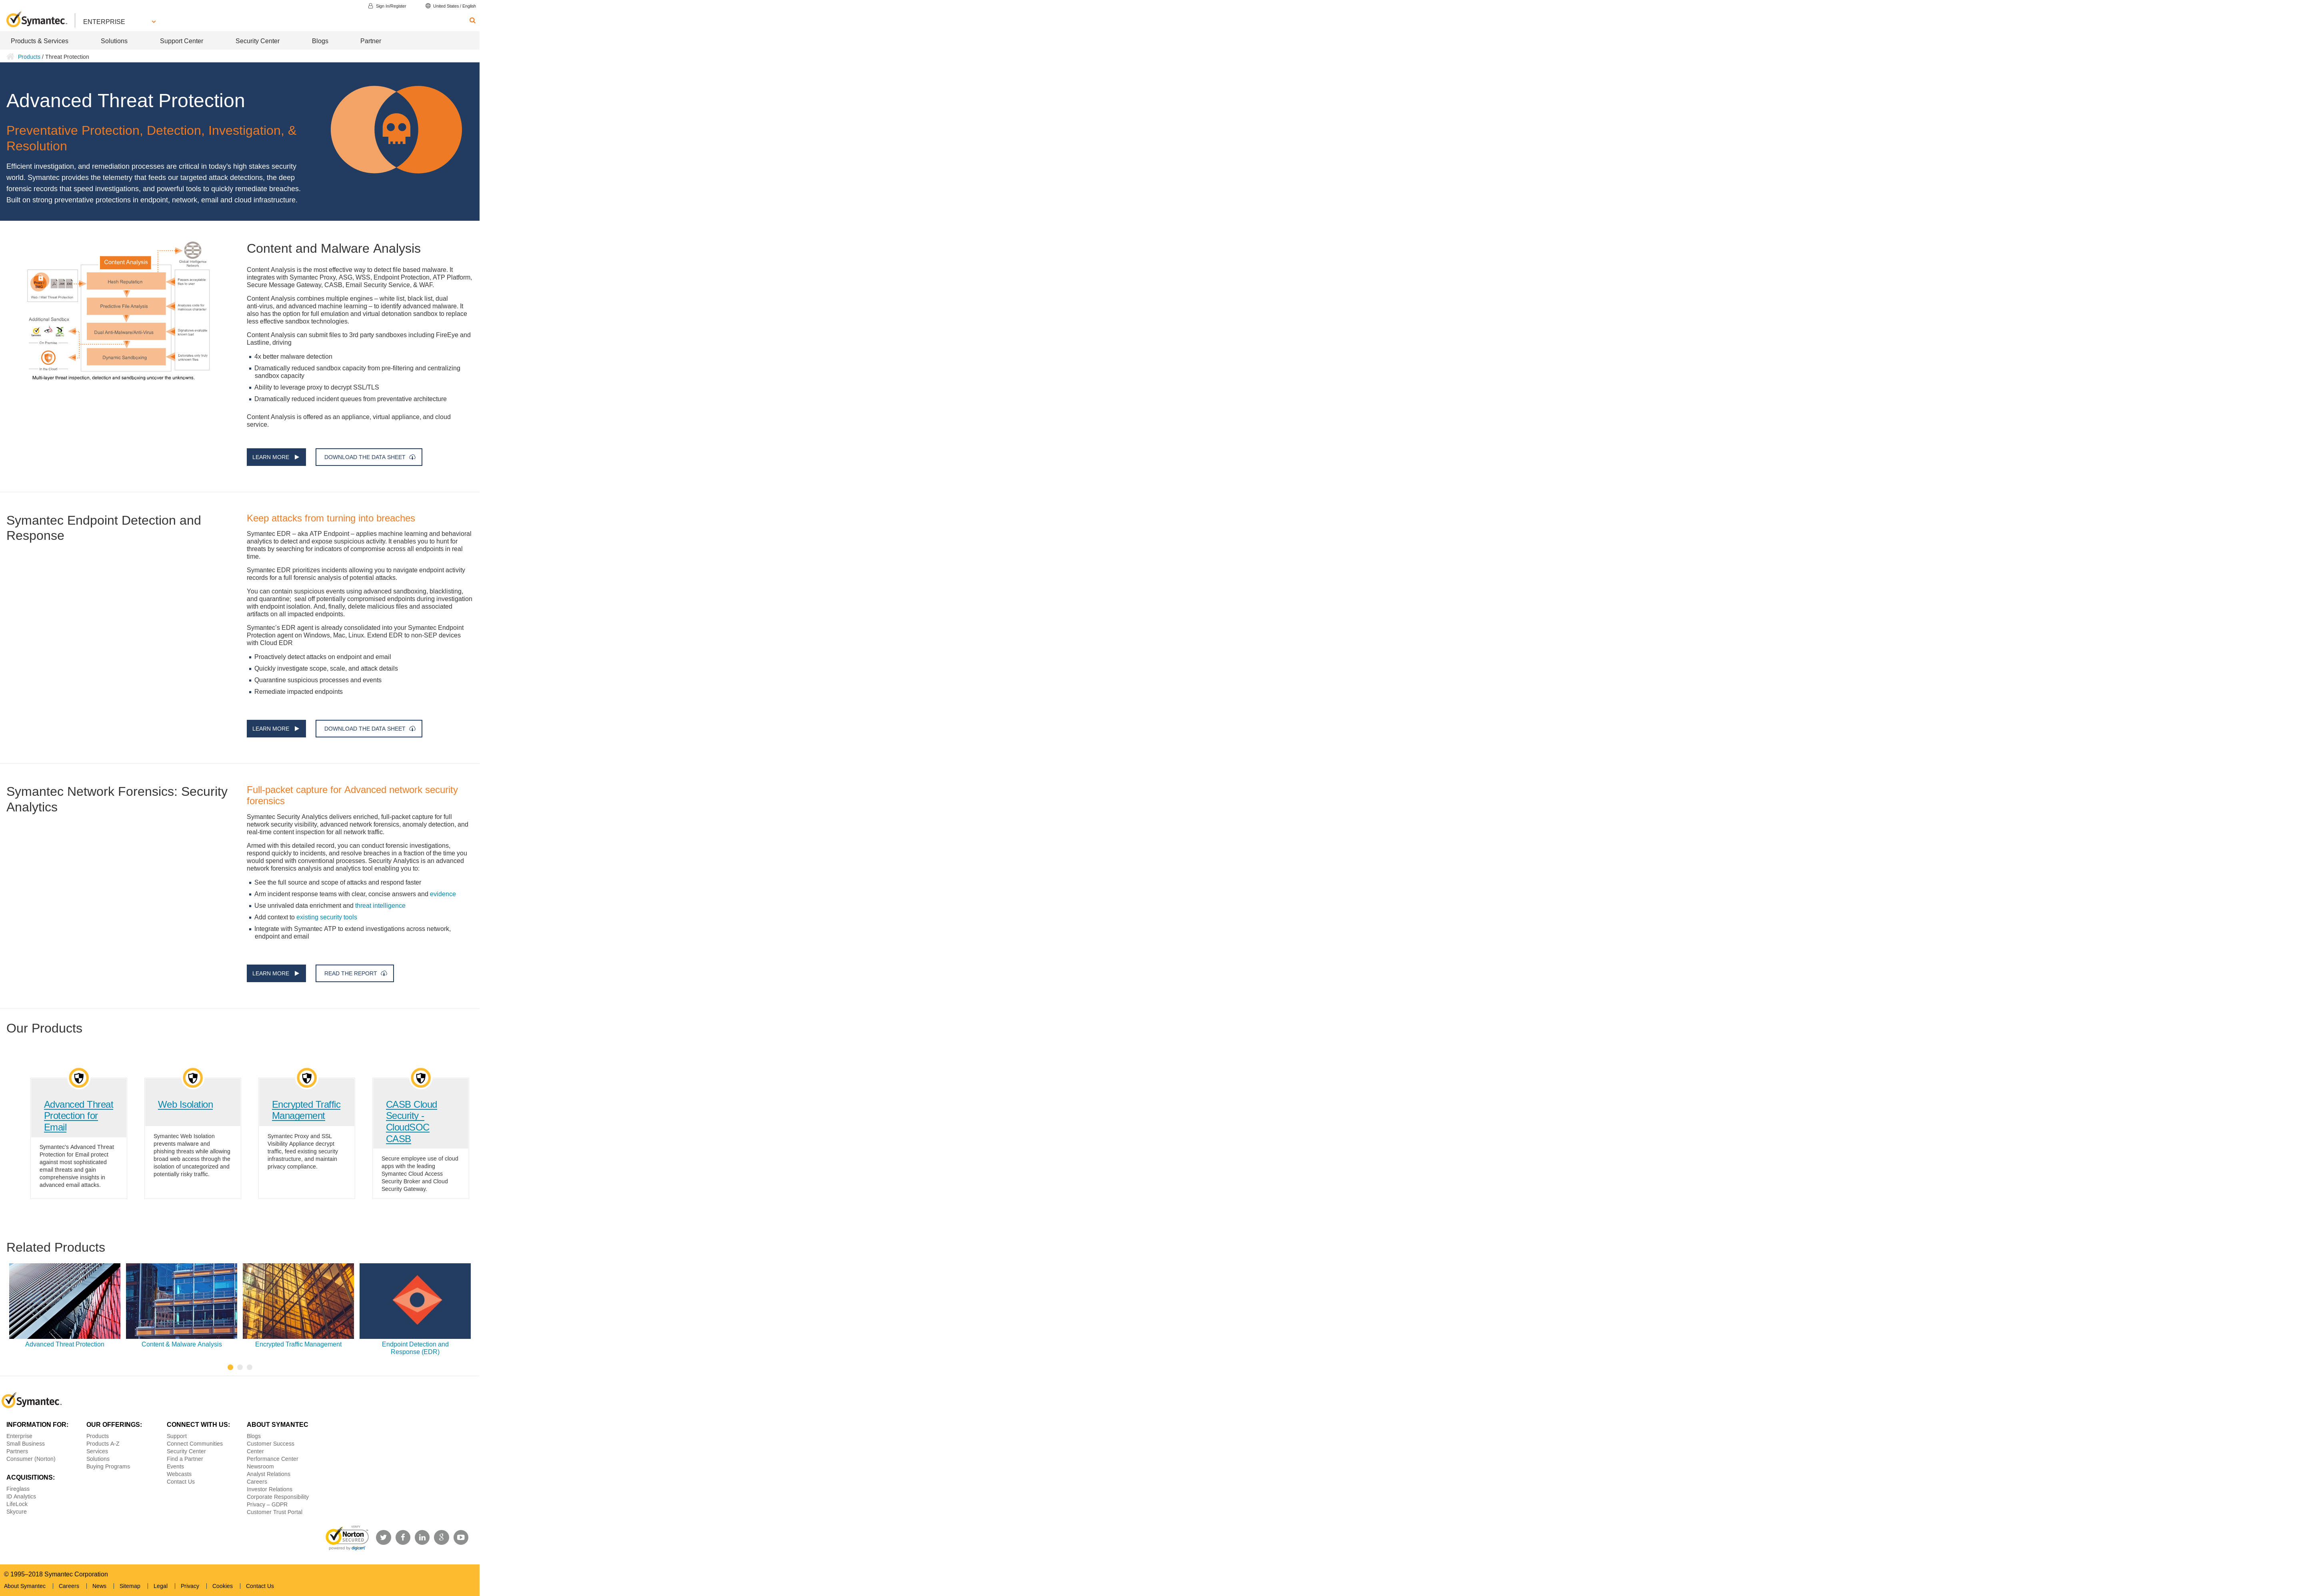 Sign In/Register
United States / English
Symantec.
ENTERPRISE
Products & Services
Solutions
Support Center
Security Center
Blogs
Partner
Products / Threat Protection
Advanced Threat Protection
Preventative Protection, Detection, Investigation, &
Resolution
Efficient investigation, and remediation processes are critical in today's high stakes security
world. Symantec provides the telemetry that feeds our targeted attack detections, the deep
forensic records that speed investigations, and powerful tools to quickly remediate breaches.
Built on strong preventative protections in endpoint, network, email and cloud infrastructure.
Content Analysis
Global Intelligence
Network
Hash Reputation
Predictive File Analysis
Dual Anti-Malware/Anti-Virus
Dynamic Sandboxing
Additional Sandbox
On Premise
In the Cloud
Multi-layer threat inspection, detection and sandboxing uncover the unknowns.
Content and Malware Analysis
Content Analysis is the most effective way to detect file based malware. It
integrates with Symantec Proxy, ASG, WSS, Endpoint Protection, ATP Platform,
Secure Message Gateway, CASB, Email Security Service, & WAF.
Content Analysis combines multiple engines – white list, black list, dual
anti-virus, and advanced machine learning – to identify advanced malware. It
also has the option for full emulation and virtual detonation sandbox to replace
less effective sandbox technologies.
Content Analysis can submit files to 3rd party sandboxes including FireEye and
Lastline, driving
4x better malware detection
Dramatically reduced sandbox capacity from pre-filtering and centralizing
sandbox capacity
Ability to leverage proxy to decrypt SSL/TLS
Dramatically reduced incident queues from preventative architecture
Content Analysis is offered as an appliance, virtual appliance, and cloud
service.
LEARN MORE
DOWNLOAD THE DATA SHEET
Symantec Endpoint Detection and
Response
Keep attacks from turning into breaches
Symantec EDR – aka ATP Endpoint – applies machine learning and behavioral
analytics to detect and expose suspicious activity. It enables you to hunt for
threats by searching for indicators of compromise across all endpoints in real
time.
Symantec EDR prioritizes incidents allowing you to navigate endpoint activity
records for a full forensic analysis of potential attacks.
You can contain suspicious events using advanced sandboxing, blacklisting,
and quarantine;  seal off potentially compromised endpoints during investigation
with endpoint isolation. And, finally, delete malicious files and associated
artifacts on all impacted endpoints.
Symantec's EDR agent is already consolidated into your Symantec Endpoint
Protection agent on Windows, Mac, Linux. Extend EDR to non-SEP devices
with Cloud EDR
Proactively detect attacks on endpoint and email
Quickly investigate scope, scale, and attack details
Quarantine suspicious processes and events
Remediate impacted endpoints
LEARN MORE
DOWNLOAD THE DATA SHEET
Symantec Network Forensics: Security
Analytics
Full-packet capture for Advanced network security
forensics
Symantec Security Analytics delivers enriched, full-packet capture for full
network security visibility, advanced network forensics, anomaly detection, and
real-time content inspection for all network traffic.
Armed with this detailed record, you can conduct forensic investigations,
respond quickly to incidents, and resolve breaches in a fraction of the time you
would spend with conventional processes. Security Analytics is an advanced
network forensics analysis and analytics tool enabling you to:
See the full source and scope of attacks and respond faster
Arm incident response teams with clear, concise answers and evidence
Use unrivaled data enrichment and threat intelligence
Add context to existing security tools
Integrate with Symantec ATP to extend investigations across network,
endpoint and email
LEARN MORE
READ THE REPORT
Our Products
Advanced Threat
Protection for
Email
Symantec's Advanced Threat
Protection for Email protect
against most sophisticated
email threats and gain
comprehensive insights in
advanced email attacks.
Web Isolation
Symantec Web Isolation
prevents malware and
phishing threats while allowing
broad web access through the
isolation of uncategorized and
potentially risky traffic.
Encrypted Traffic
Management
Symantec Proxy and SSL
Visibility Appliance decrypt
traffic, feed existing security
infrastructure, and maintain
privacy compliance.
CASB Cloud
Security -
CloudSOC
CASB
Secure employee use of cloud
apps with the leading
Symantec Cloud Access
Security Broker and Cloud
Security Gateway.
Related Products
Advanced Threat Protection
Content & Malware Analysis
Encrypted Traffic Management
Endpoint Detection and
Response (EDR)
Symantec.
INFORMATION FOR:
Enterprise
Small Business
Partners
Consumer (Norton)
ACQUISITIONS:
Fireglass
ID Analytics
LifeLock
Skycure
OUR OFFERINGS:
Products
Products A-Z
Services
Solutions
Buying Programs
CONNECT WITH US:
Support
Connect Communities
Security Center
Find a Partner
Events
Webcasts
Contact Us
ABOUT SYMANTEC
Blogs
Customer Success
Center
Performance Center
Newsroom
Analyst Relations
Careers
Investor Relations
Corporate Responsibility
Privacy – GDPR
Customer Trust Portal
Norton
SECURED
powered by digicert
© 1995–2018 Symantec Corporation
About Symantec
Careers
News
Sitemap
Legal
Privacy
Cookies
Contact Us